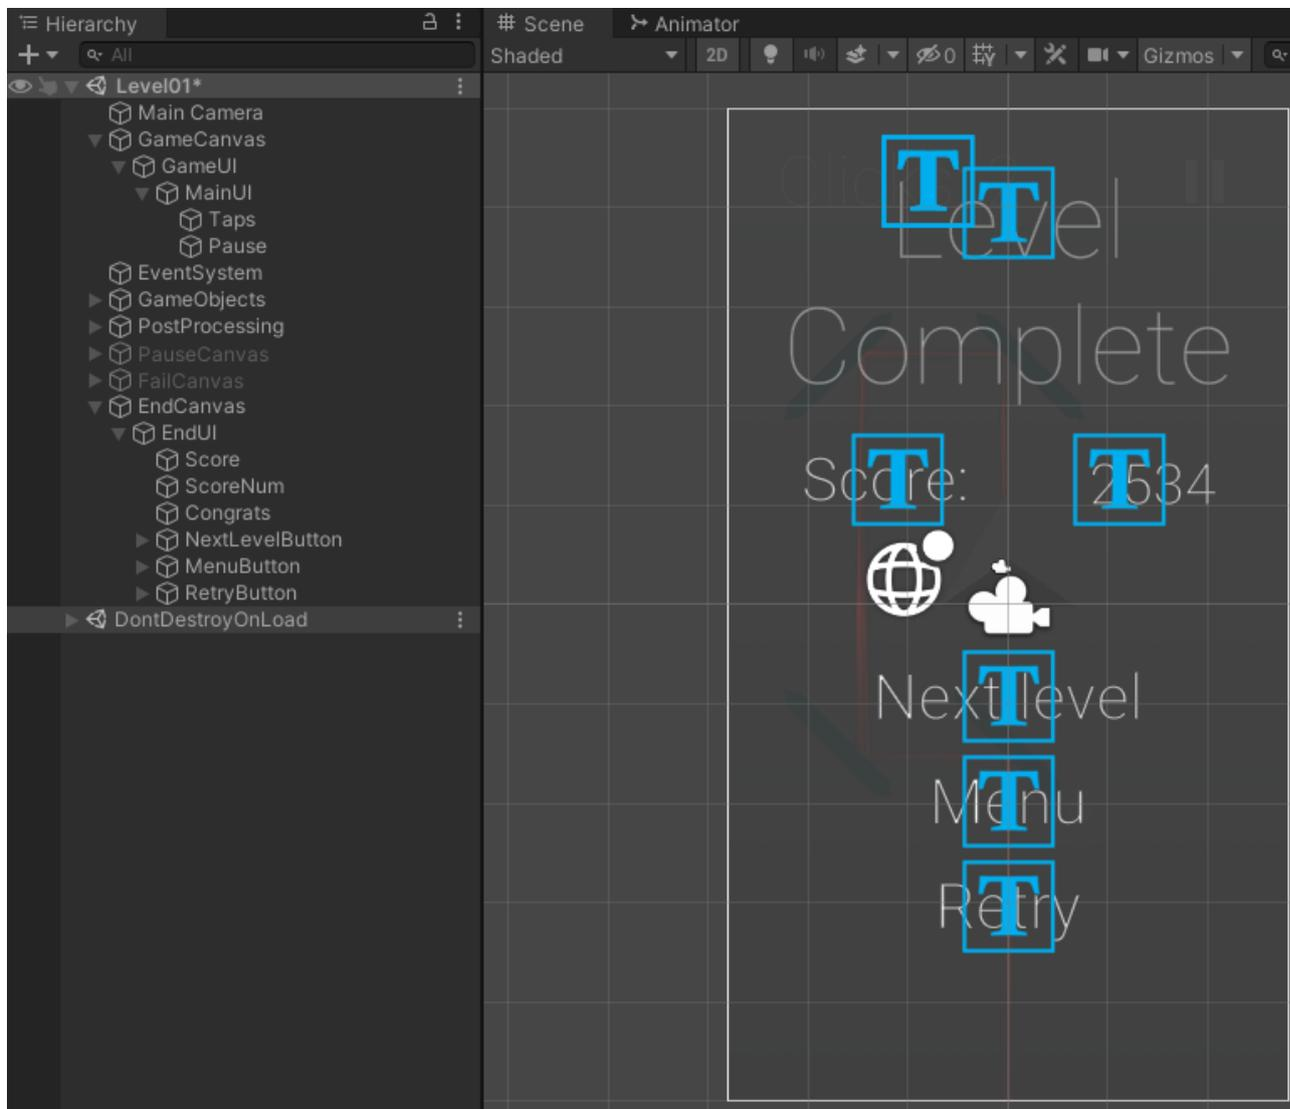 Hierarchy
All
Level01*
Main Camera
GameCanvas
GameUI
MainUI
Taps
Pause
EventSystem
GameObjects
PostProcessing
PauseCanvas
FailCanvas
EndCanvas
EndUI
Score
ScoreNum
Congrats
NextLevelButton
MenuButton
RetryButton
DontDestroyOnLoad
Scene Animator
Shaded 2D 0 Gizmos
T
T
Level
Complete
Score: T 2534 T
Next level T
Menu T
Retry T